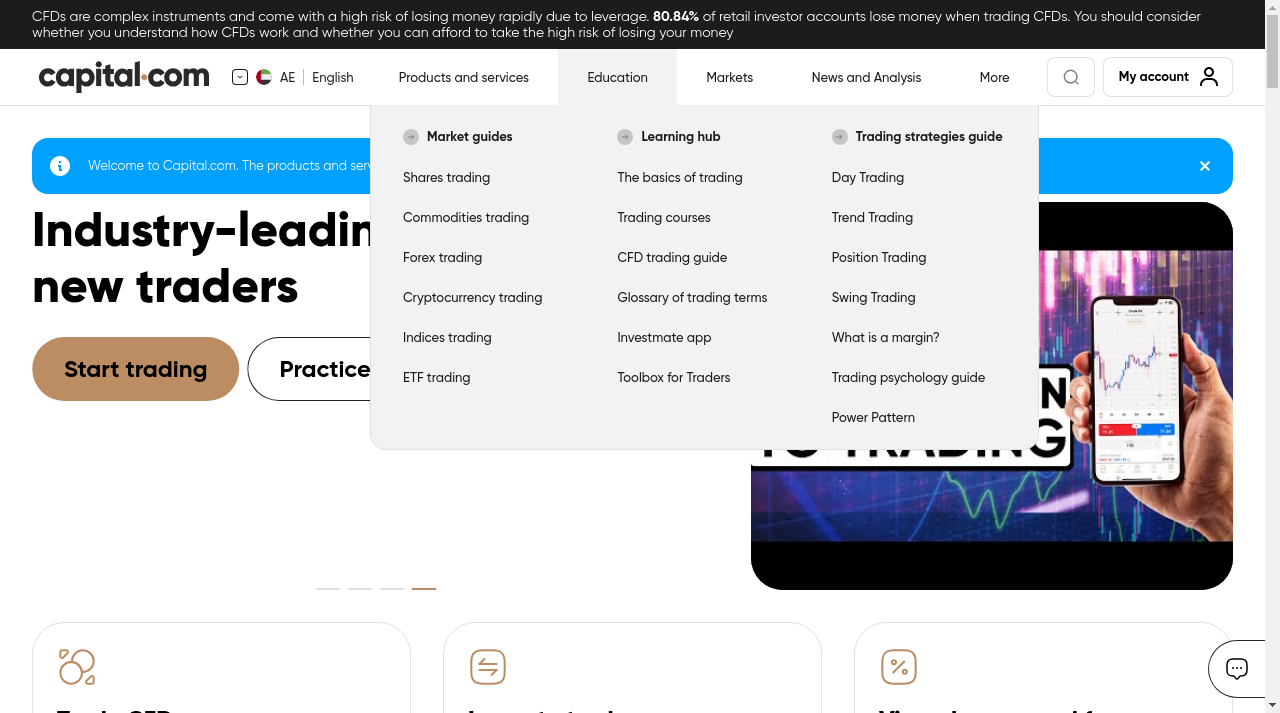 CFDs are complex instruments and come with a high risk of losing money rapidly due to leverage. 80.84% of retail investor accounts lose money when trading CFDs. You should consider
whether you understand how CFDs work and whether you can afford to take the high risk of losing your money
capital.com
AE
English
Products and services
Education
Markets
News and Analysis
More
My account
Welcome to Capital.com. The products and serv
Industry-leadin
new traders
Start trading
Practice
Market guides
Shares trading
Commodities trading
Forex trading
Cryptocurrency trading
Indices trading
ETF trading
Learning hub
The basics of trading
Trading courses
CFD trading guide
Glossary of trading terms
Investmate app
Toolbox for Traders
Trading strategies guide
Day Trading
Trend Trading
Position Trading
Swing Trading
What is a margin?
Trading psychology guide
Power Pattern